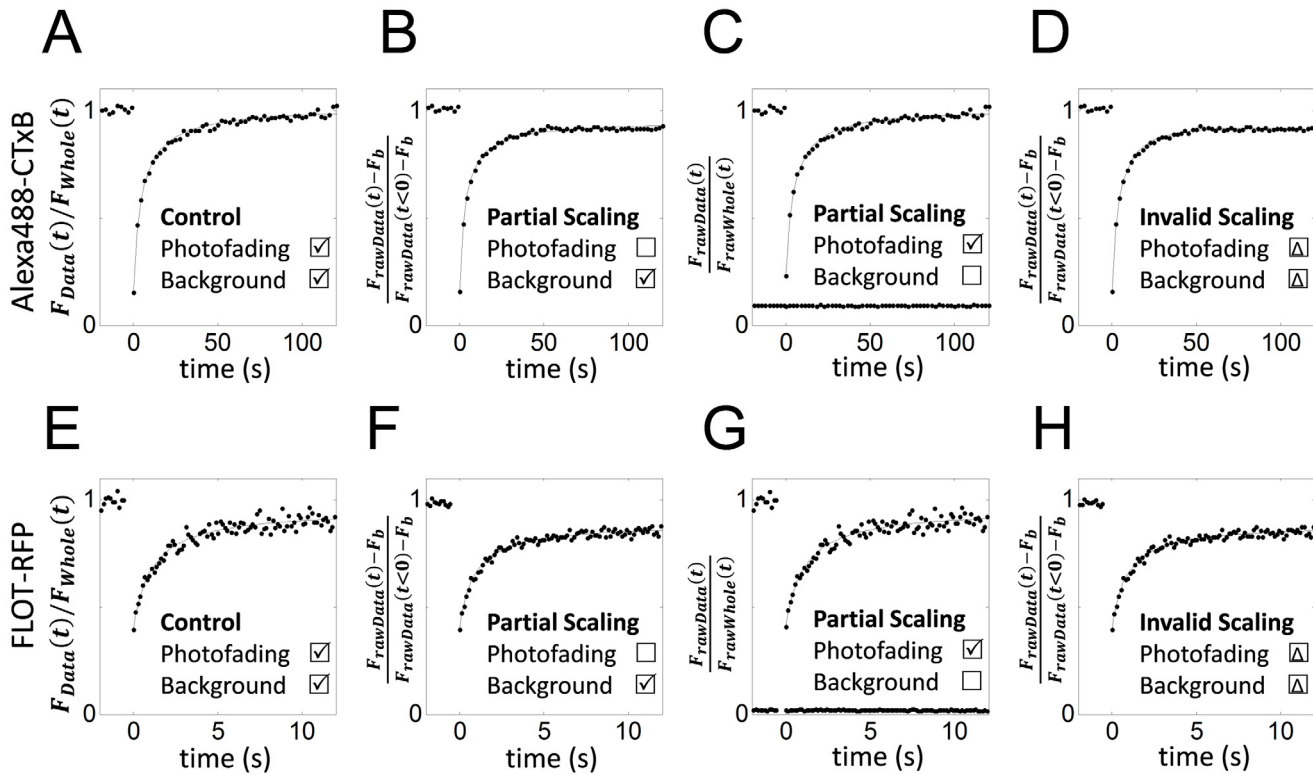 A
B
C
D
Alexa488-CTxB
F_Data(t)/F_Whole(t)
1
0
Control
Photofading ☑
Background ☑
0 50 100
time (s)
F_rawData(t)−F_b
F_rawData(t<0)−F_b
1
0
Partial Scaling
Photofading ☐
Background ☑
0 50 100
time (s)
F_rawData(t)
F_rawWhole(t)
1
0
Partial Scaling
Photofading ☑
Background ☐
0 50 100
time (s)
F_rawData(t)−F_b
F_rawData(t<0)−F_b
1
0
Invalid Scaling
Photofading Δ
Background Δ
0 50 100
time (s)
E
F
G
H
FLOT-RFP
F_Data(t)/F_Whole(t)
1
0
Control
Photofading ☑
Background ☑
0 5 10
time (s)
F_rawData(t)−F_b
F_rawData(t<0)−F_b
1
0
Partial Scaling
Photofading ☐
Background ☑
0 5 10
time (s)
F_rawData(t)
F_rawWhole(t)
1
0
Partial Scaling
Photofading ☑
Background ☐
0 5 10
time (s)
F_rawData(t)−F_b
F_rawData(t<0)−F_b
1
0
Invalid Scaling
Photofading Δ
Background Δ
0 5 10
time (s)